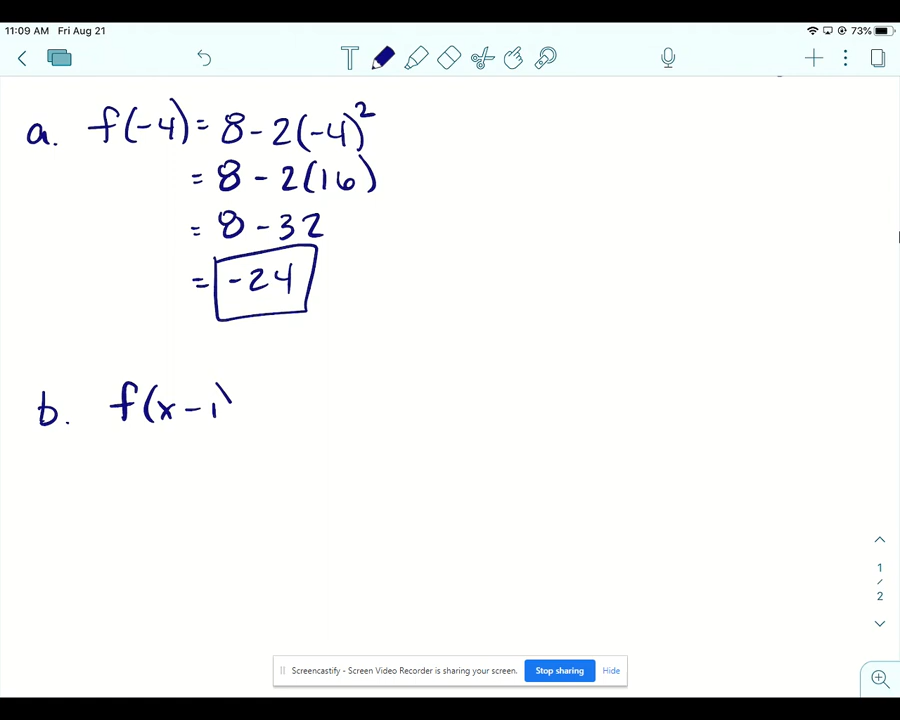 11:09 AM Fri Aug 21 73%
T
a. f(-4) = 8 - 2(-4)²
= 8 - 2(16)
= 8 - 32
= -24
b. f(x-1)
1
/
2
Screencastify - Screen Video Recorder is sharing your screen. Stop sharing Hide